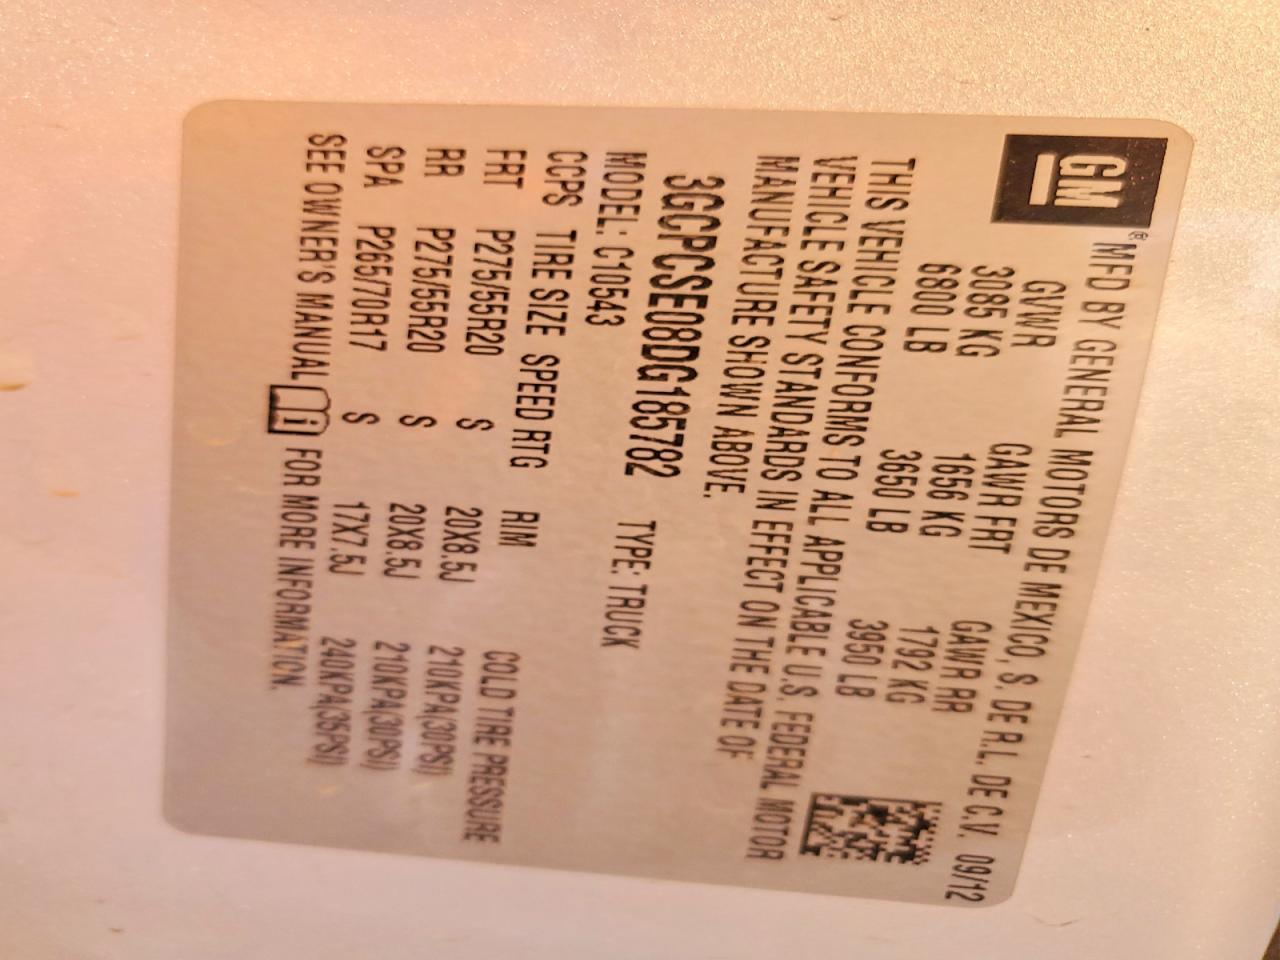 GM
® MFD BY GENERAL MOTORS DE MEXICO, S. DE R.L. DE C.V. 09/12
GVWR GAWR FRT GAWR RR
3085 KG 1656 KG 1792 KG
6800 LB 3650 LB 3950 LB
THIS VEHICLE CONFORMS TO ALL APPLICABLE U.S. FEDERAL MOTOR
VEHICLE SAFETY STANDARDS IN EFFECT ON THE DATE OF
MANUFACTURE SHOWN ABOVE.
3GCPCSE08DG185782 TYPE: TRUCK
MODEL: C10543
CCPS TIRE SIZE SPEED RTG RIM COLD TIRE PRESSURE
FRT P275/55R20 S 20X8.5J 210KPA(30PSI)
RR P275/55R20 S 20X8.5J 210KPA(30PSI)
SPA P265/70R17 S 17X7.5J 240KPA(35PSI)
SEE OWNER'S MANUAL i FOR MORE INFORMATION.